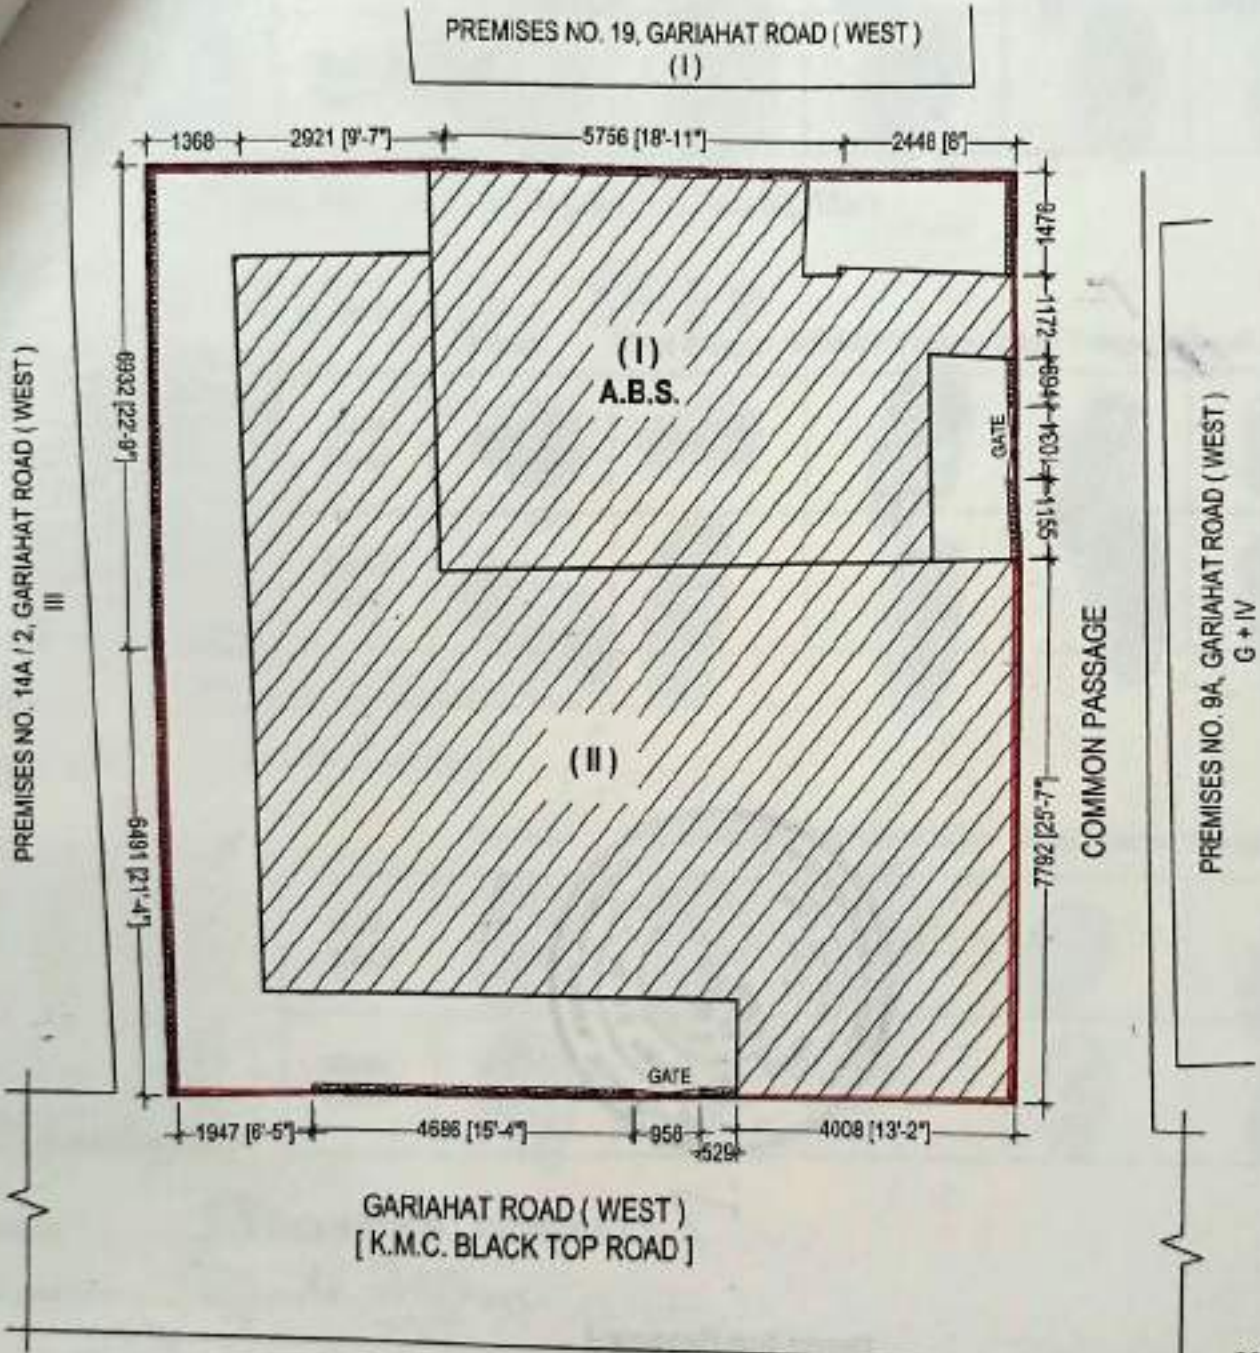 PREMISES NO. 19, GARIAHAT ROAD ( WEST )
( I )
1368
2921 [9'-7"]
5756 [18'-11"]
2448 [8']
1476
1172
694
1034
1155
7792 [25'-7"]
6932 [22'-9"]
6491 [21'-4"]
PREMISES NO. 14A / 2, GARIAHAT ROAD ( WEST )
III
( I )
A.B.S.
GATE
( II )
COMMON PASSAGE
PREMISES NO. 9A, GARIAHAT ROAD ( WEST )
G + IV
GATE
1947 [6'-5"]
4686 [15'-4"]
958
529
4008 [13'-2"]
GARIAHAT ROAD ( WEST )
[ K.M.C. BLACK TOP ROAD ]